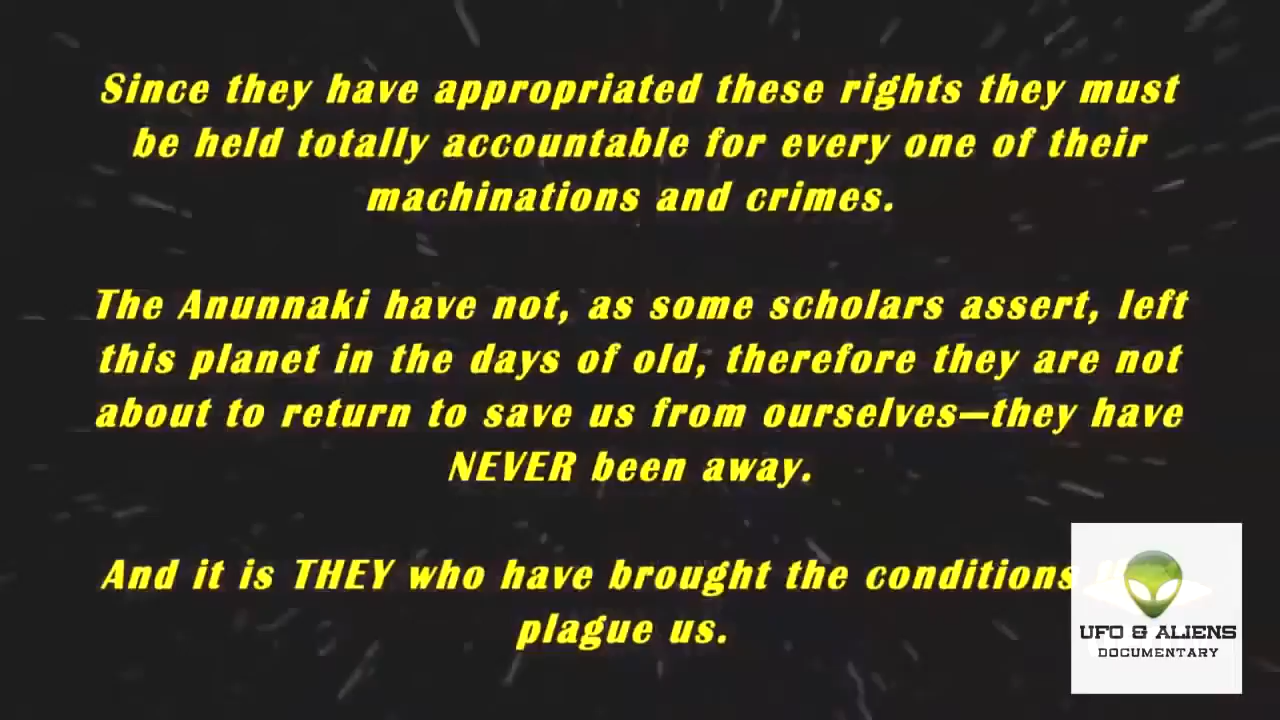 Since they have appropriated these rights they must
be held totally accountable for every one of their
machinations and crimes.
The Anunnaki have not, as some scholars assert, left
this planet in the days of old, therefore they are not
about to return to save us from ourselves—they have
NEVER been away.
And it is THEY who have brought the conditions
plague us.
UFO & ALIENS
DOCUMENTARY